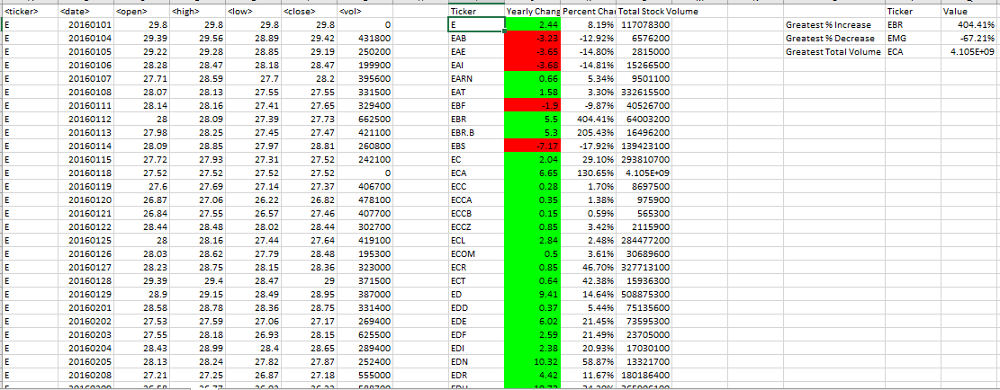 <ticker> <date> <open> <high> <low> <close> <vol> Ticker Yearly Chang Percent Char Total Stock Volume Ticker Value
E 20160101 29.8 29.8 29.8 29.8 0 E 2.44 8.19% 117078300 Greatest % Increase EBR 404.41%
E 20160104 29.39 29.56 28.89 29.42 431800 EAB -3.23 -12.92% 6576200 Greatest % Decrease EMG -67.21%
E 20160105 29.22 29.28 28.85 29.19 250200 EAE -3.65 -14.80% 2815000 Greatest Total Volume ECA 4.105E+09
E 20160106 28.28 28.47 28.18 28.47 199900 EAI -3.68 -14.81% 15266500
E 20160107 27.71 28.59 27.7 28.2 395600 EARN 0.66 5.34% 9501100
E 20160108 28.07 28.13 27.55 27.55 331500 EAT 1.58 3.30% 332615500
E 20160111 28.14 28.16 27.41 27.65 329400 EBF -1.9 -9.87% 40526700
E 20160112 28 28.09 27.39 27.73 662500 EBR 5.5 404.41% 64003200
E 20160113 27.98 28.25 27.45 27.47 421100 EBR.B 5.3 205.43% 16496200
E 20160114 28.09 28.85 27.97 28.81 260800 EBS -7.17 -17.92% 139423100
E 20160115 27.72 27.93 27.31 27.52 242100 EC 2.04 29.10% 293810700
E 20160118 27.52 27.52 27.52 27.52 0 ECA 6.65 130.65% 4.105E+09
E 20160119 27.6 27.69 27.14 27.37 406700 ECC 0.28 1.70% 8697500
E 20160120 26.87 27.06 26.22 26.82 478100 ECCA 0.35 1.38% 975900
E 20160121 26.84 27.55 26.57 27.46 407700 ECCB 0.15 0.59% 565300
E 20160122 28.44 28.48 28.02 28.44 302700 ECCZ 0.85 3.42% 2115900
E 20160125 28 28.16 27.44 27.64 419100 ECL 2.84 2.48% 284477200
E 20160126 28.03 28.62 27.79 28.48 195300 ECOM 0.5 3.61% 30689600
E 20160127 28.23 28.75 28.15 28.36 323000 ECR 0.85 46.70% 327713100
E 20160128 29.39 29.4 28.47 29 371500 ECT 0.64 42.38% 15936300
E 20160129 28.9 29.15 28.49 28.95 387000 ED 9.41 14.64% 508875300
E 20160201 28.58 28.78 28.36 28.75 331400 EDD 0.37 5.44% 75135600
E 20160202 27.53 27.59 27.06 27.17 269400 EDE 6.02 21.45% 73595300
E 20160203 27.55 28.18 26.93 28.15 625500 EDF 2.59 21.49% 23705000
E 20160204 28.43 28.99 28.4 28.65 289400 EDI 2.38 20.93% 17030100
E 20160205 28.13 28.24 27.82 27.87 252400 EDN 10.32 58.87% 13321700
E 20160208 27.21 27.25 26.87 27.18 555000 EDR 4.42 11.67% 180186400